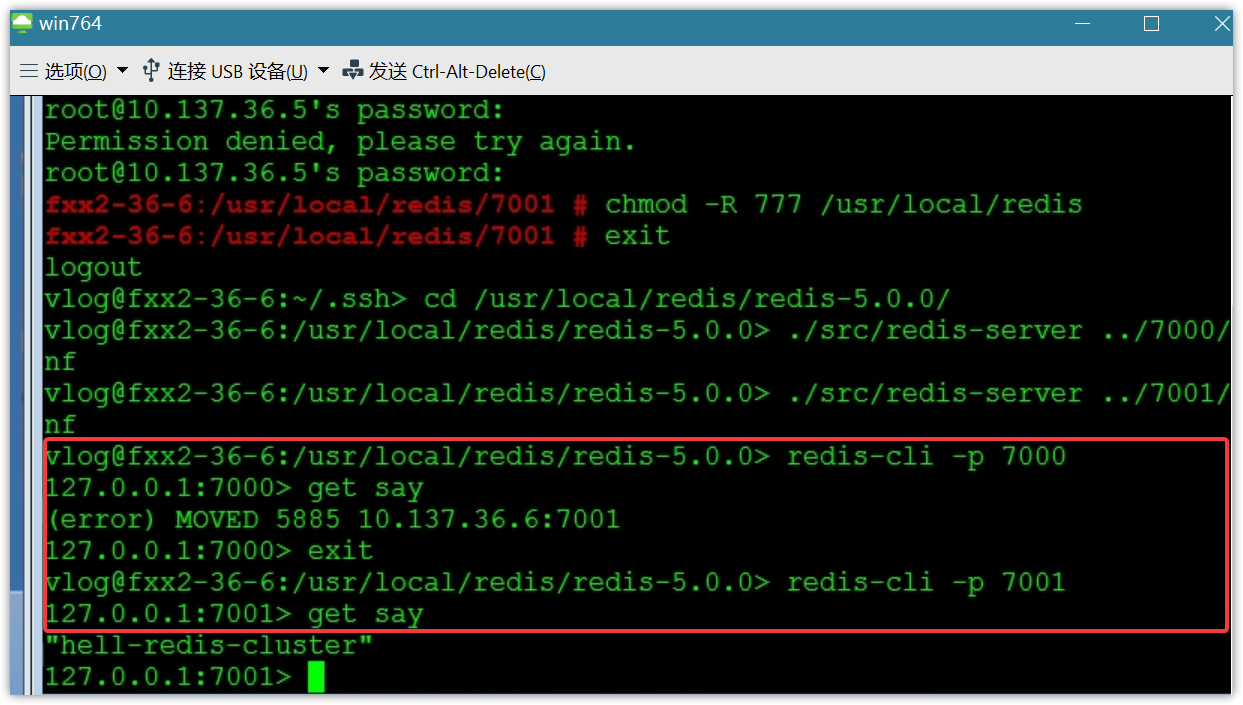 win764
选项(O) 连接 USB 设备(U) 发送 Ctrl-Alt-Delete(C)
root@10.137.36.5's password:
Permission denied, please try again.
root@10.137.36.5's password:
fxx2-36-6:/usr/local/redis/7001 # chmod -R 777 /usr/local/redis
fxx2-36-6:/usr/local/redis/7001 # exit
logout
vlog@fxx2-36-6:~/.ssh> cd /usr/local/redis/redis-5.0.0/
vlog@fxx2-36-6:/usr/local/redis/redis-5.0.0> ./src/redis-server ../7000/
nf
vlog@fxx2-36-6:/usr/local/redis/redis-5.0.0> ./src/redis-server ../7001/
nf
vlog@fxx2-36-6:/usr/local/redis/redis-5.0.0> redis-cli -p 7000
127.0.0.1:7000> get say
(error) MOVED 5885 10.137.36.6:7001
127.0.0.1:7000> exit
vlog@fxx2-36-6:/usr/local/redis/redis-5.0.0> redis-cli -p 7001
127.0.0.1:7001> get say
"hell-redis-cluster"
127.0.0.1:7001>